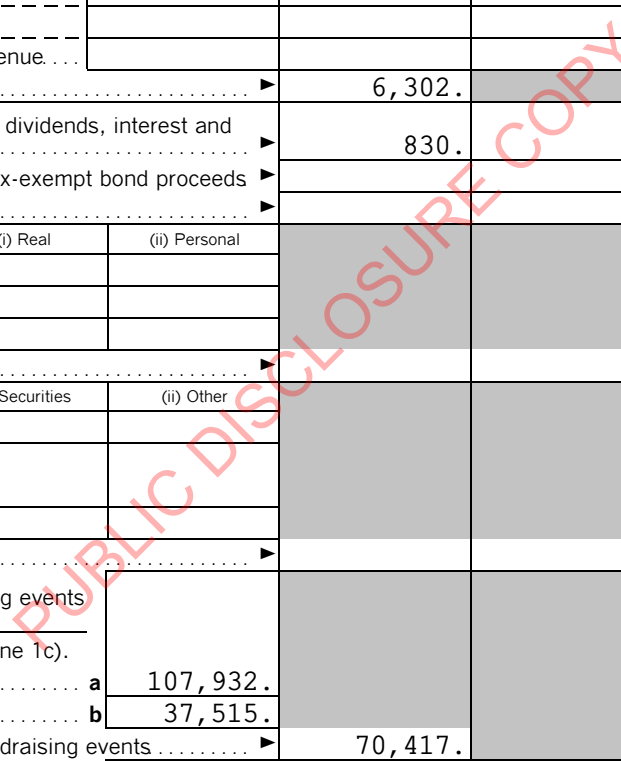 enue. . . .
. . . . . . . . . . . . . . . . . . . . . . . . ► 6,302.
dividends, interest and
. . . . . . . . . . . . . . . . . . . . . . . . ► 830.
x-exempt bond proceeds ►
. . . . . . . . . . . . . . . . . . . . . . . . ►
(i) Real (ii) Personal
. . . . . . . . . . . . . . . . . . . . . . . . ►
Securities (ii) Other
. . . . . . . . . . . . . . . . . . . . . . . . ►
g events
ne 1c).
. . . . . . . . a 107,932.
. . . . . . . . b 37,515.
draising events . . . . . . . . . ► 70,417.
PUBLIC DISCLOSURE COPY